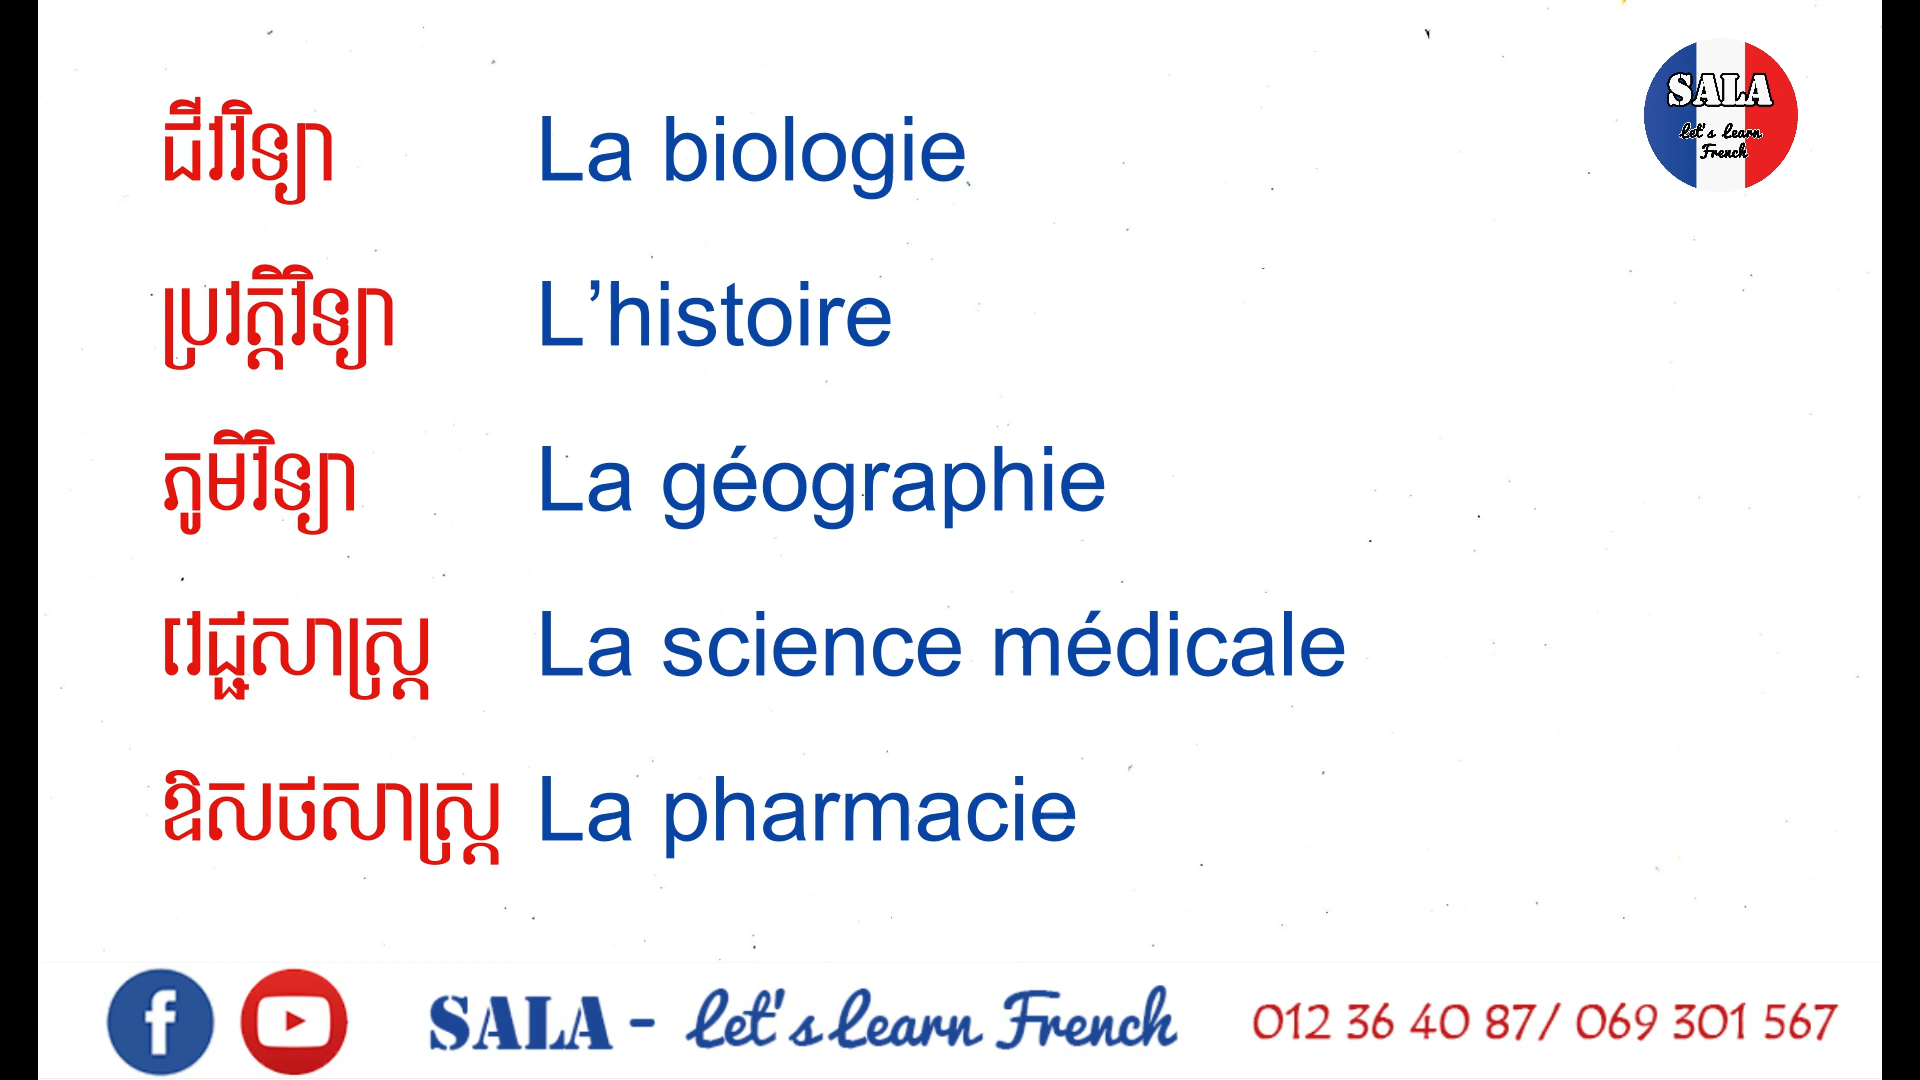 SALA
Let's Learn
French
ជីវវិទ្យា La biologie
ប្រវត្តិវិទ្យា L’histoire
ភូមិវិទ្យា La géographie
វេជ្ជសាស្ត្រ La science médicale
ឱសថសាស្ត្រ La pharmacie
SALA - Let's Learn French 012 36 40 87/ 069 301 567